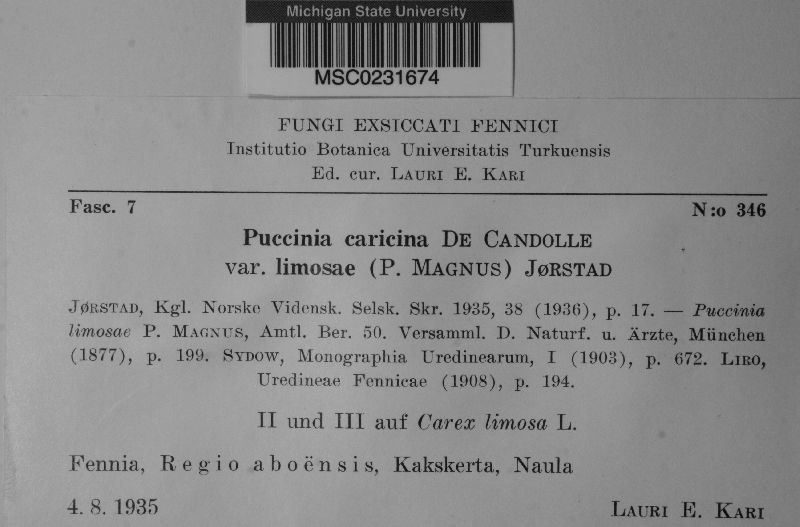 Michigan State University
MSC0231674
FUNGI EXSICCATI FENNICI
Institutio Botanica Universitatis Turkuensis
Ed. cur. LAURI E. KARI
Fasc. 7 N:o 346
Puccinia caricina DE CANDOLLE
var. limosae (P. MAGNUS) JØRSTAD
JØRSTAD, Kgl. Norske Vidensk. Selsk. Skr. 1935, 38 (1936), p. 17. — Puccinia
limosae P. MAGNUS, Amtl. Ber. 50. Versamml. D. Naturf. u. Ärzte, München
(1877), p. 199. SYDOW, Monographia Uredinearum, I (1903), p. 672. LIRO,
Uredineae Fennicae (1908), p. 194.
II und III auf Carex limosa L.
Fennia, Regio aboënsis, Kakskerta, Naula
4. 8. 1935 LAURI E. KARI